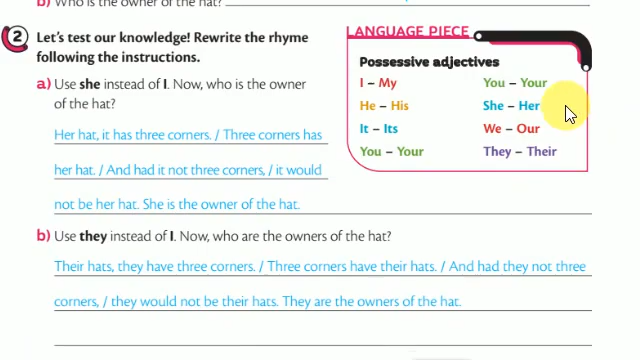 b) Who is the owner of the hat?
2 Let's test our knowledge! Rewrite the rhyme
following the instructions.
a) Use she instead of I. Now, who is the owner
of the hat?
Her hat, it has three corners. / Three corners has
her hat. / And had it not three corners, / it would
not be her hat. She is the owner of the hat.
LANGUAGE PIECE
Possessive adjectives
I – My You – Your
He – His She – Her
It – Its We – Our
You – Your They – Their
b) Use they instead of I. Now, who are the owners of the hat?
Their hats, they have three corners. / Three corners have their hats. / And had they not three
corners, / they would not be their hats. They are the owners of the hat.